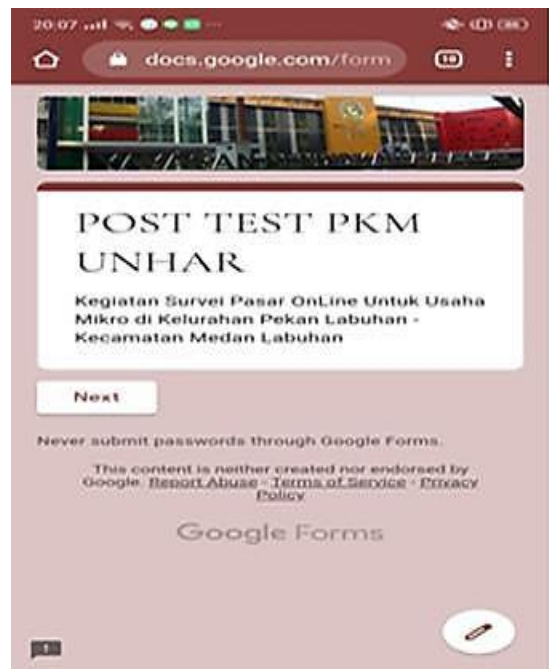 20:07
docs.google.com/form
POST TEST PKM
UNHAR
Kegiatan Survei Pasar OnLine Untuk Usaha
Mikro di Kelurahan Pekan Labuhan -
Kecamatan Medan Labuhan
Next
Never submit passwords through Google Forms.
This content is neither created nor endorsed by
Google. Report Abuse - Terms of Service - Privacy
Policy
Google Forms